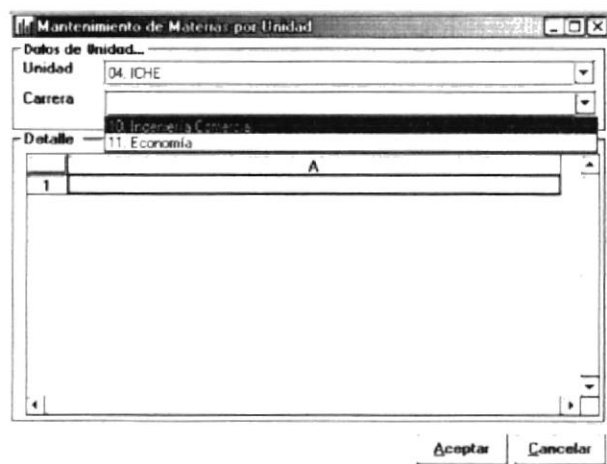 Mantenimiento de Materias por Unidad
Datos de Unidad...
Unidad
04. ICHE
Carrera
10. Ingeniería Comercial
11. Economía
Detalle
A
1
Aceptar
Cancelar